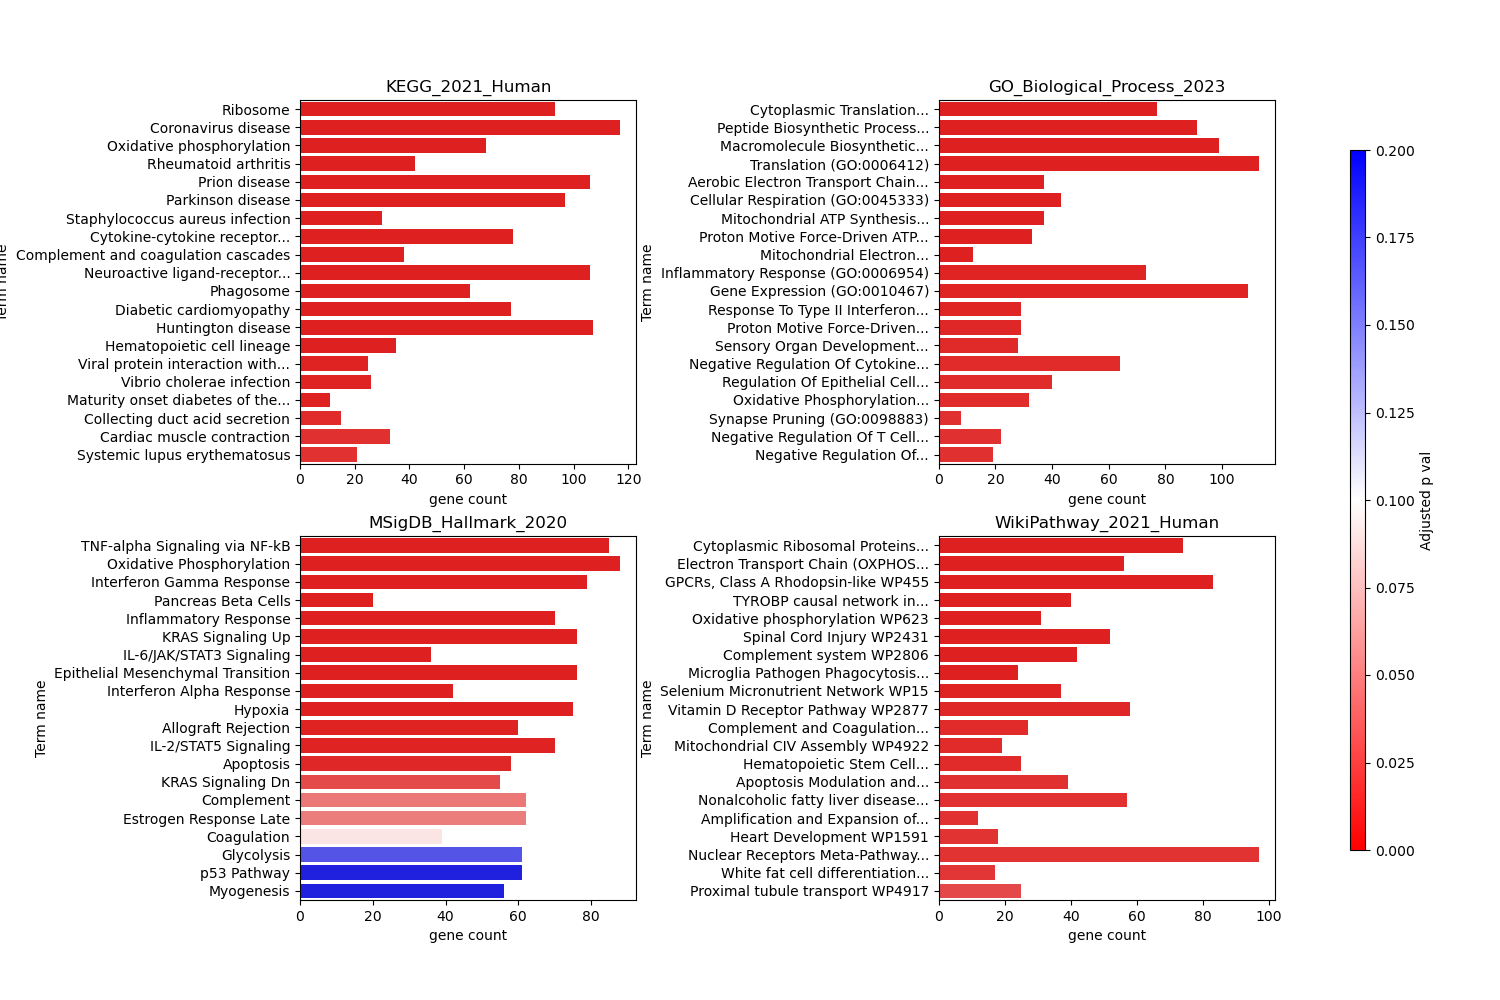 KEGG_2021_Human
Ribosome
Coronavirus disease
Oxidative phosphorylation
Rheumatoid arthritis
Prion disease
Parkinson disease
Staphylococcus aureus infection
Cytokine-cytokine receptor...
Complement and coagulation cascades
Neuroactive ligand-receptor...
Phagosome
Diabetic cardiomyopathy
Huntington disease
Hematopoietic cell lineage
Viral protein interaction with...
Vibrio cholerae infection
Maturity onset diabetes of the...
Collecting duct acid secretion
Cardiac muscle contraction
Systemic lupus erythematosus
Term name
0 20 40 60 80 100 120
gene count
GO_Biological_Process_2023
Cytoplasmic Translation...
Peptide Biosynthetic Process...
Macromolecule Biosynthetic...
Translation (GO:0006412)
Aerobic Electron Transport Chain...
Cellular Respiration (GO:0045333)
Mitochondrial ATP Synthesis...
Proton Motive Force-Driven ATP...
Mitochondrial Electron...
Inflammatory Response (GO:0006954)
Gene Expression (GO:0010467)
Response To Type II Interferon...
Proton Motive Force-Driven...
Sensory Organ Development...
Negative Regulation Of Cytokine...
Regulation Of Epithelial Cell...
Oxidative Phosphorylation...
Synapse Pruning (GO:0098883)
Negative Regulation Of T Cell...
Negative Regulation Of...
Term name
0 20 40 60 80 100
gene count
MSigDB_Hallmark_2020
TNF-alpha Signaling via NF-kB
Oxidative Phosphorylation
Interferon Gamma Response
Pancreas Beta Cells
Inflammatory Response
KRAS Signaling Up
IL-6/JAK/STAT3 Signaling
Epithelial Mesenchymal Transition
Interferon Alpha Response
Hypoxia
Allograft Rejection
IL-2/STAT5 Signaling
Apoptosis
KRAS Signaling Dn
Complement
Estrogen Response Late
Coagulation
Glycolysis
p53 Pathway
Myogenesis
Term name
0 20 40 60 80
gene count
WikiPathway_2021_Human
Cytoplasmic Ribosomal Proteins...
Electron Transport Chain (OXPHOS...
GPCRs, Class A Rhodopsin-like WP455
TYROBP causal network in...
Oxidative phosphorylation WP623
Spinal Cord Injury WP2431
Complement system WP2806
Microglia Pathogen Phagocytosis...
Selenium Micronutrient Network WP15
Vitamin D Receptor Pathway WP2877
Complement and Coagulation...
Mitochondrial CIV Assembly WP4922
Hematopoietic Stem Cell...
Apoptosis Modulation and...
Nonalcoholic fatty liver disease...
Amplification and Expansion of...
Heart Development WP1591
Nuclear Receptors Meta-Pathway...
White fat cell differentiation...
Proximal tubule transport WP4917
Term name
0 20 40 60 80 100
gene count
0.200
0.175
0.150
0.125
0.100
0.075
0.050
0.025
0.000
Adjusted p val